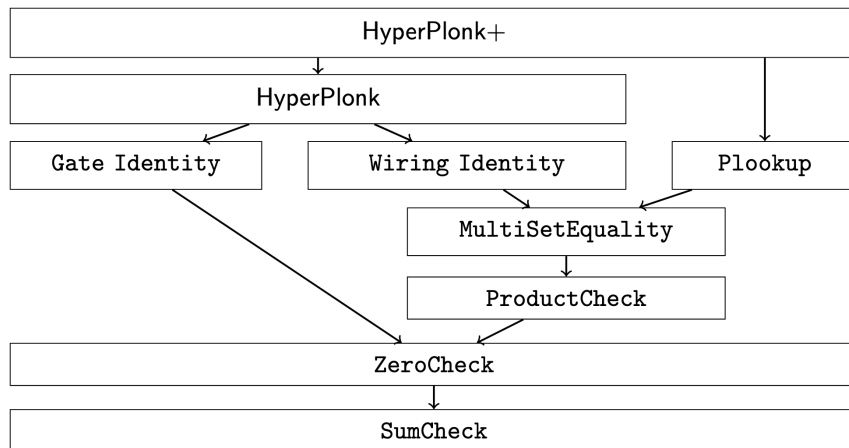 HyperPlonk+
HyperPlonk
Gate Identity
Wiring Identity
Plookup
MultiSetEquality
ProductCheck
ZeroCheck
SumCheck